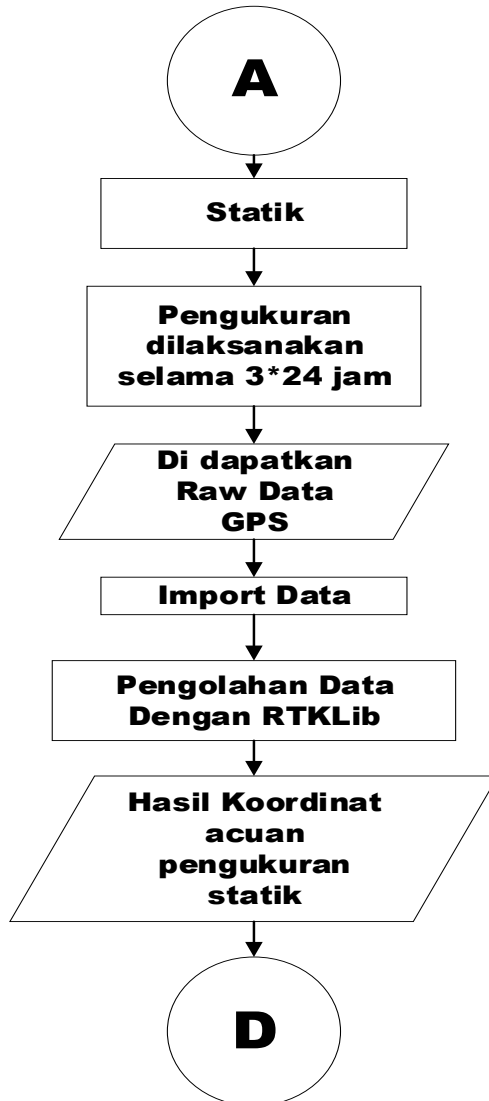 A
Statik
Pengukuran
dilaksanakan
selama 3*24 jam
Di dapatkan
Raw Data
GPS
Import Data
Pengolahan Data
Dengan RTKLib
Hasil Koordinat
acuan
pengukuran
statik
D